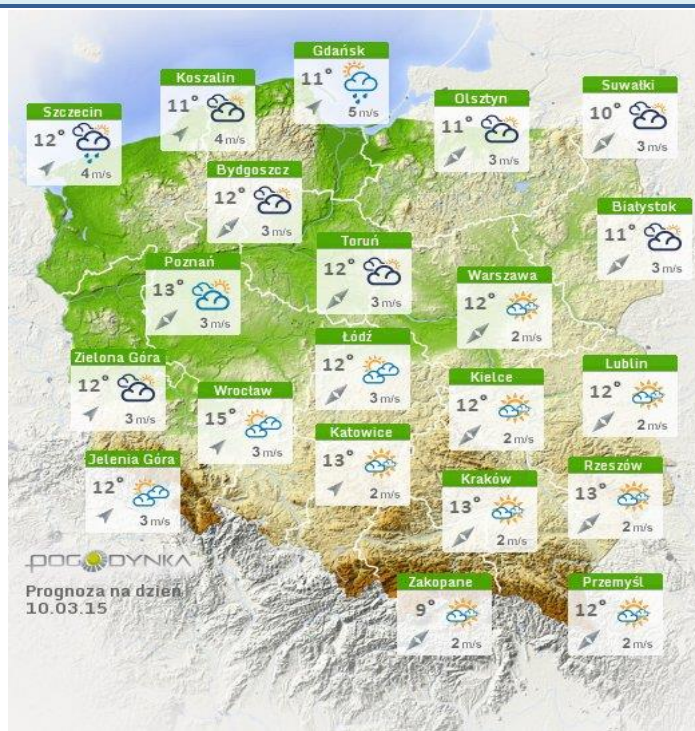 Gdańsk
11°
5 m/s
Koszalin
11°
4 m/s
Suwałki
10°
3 m/s
Olsztyn
11°
3 m/s
Szczecin
12°
4 m/s
Bydgoszcz
12°
3 m/s
Białystok
11°
3 m/s
Toruń
12°
3 m/s
Poznań
13°
3 m/s
Warszawa
12°
2 m/s
Łódź
12°
3 m/s
Zielona Góra
12°
3 m/s
Lublin
12°
2 m/s
Kielce
12°
2 m/s
Wrocław
15°
3 m/s
Katowice
13°
2 m/s
Jelenia Góra
12°
3 m/s
Rzeszów
13°
2 m/s
Kraków
13°
2 m/s
POGODYNKA
Prognoza na dzień
10.03.15
Zakopane
9°
2 m/s
Przemyśl
12°
2 m/s